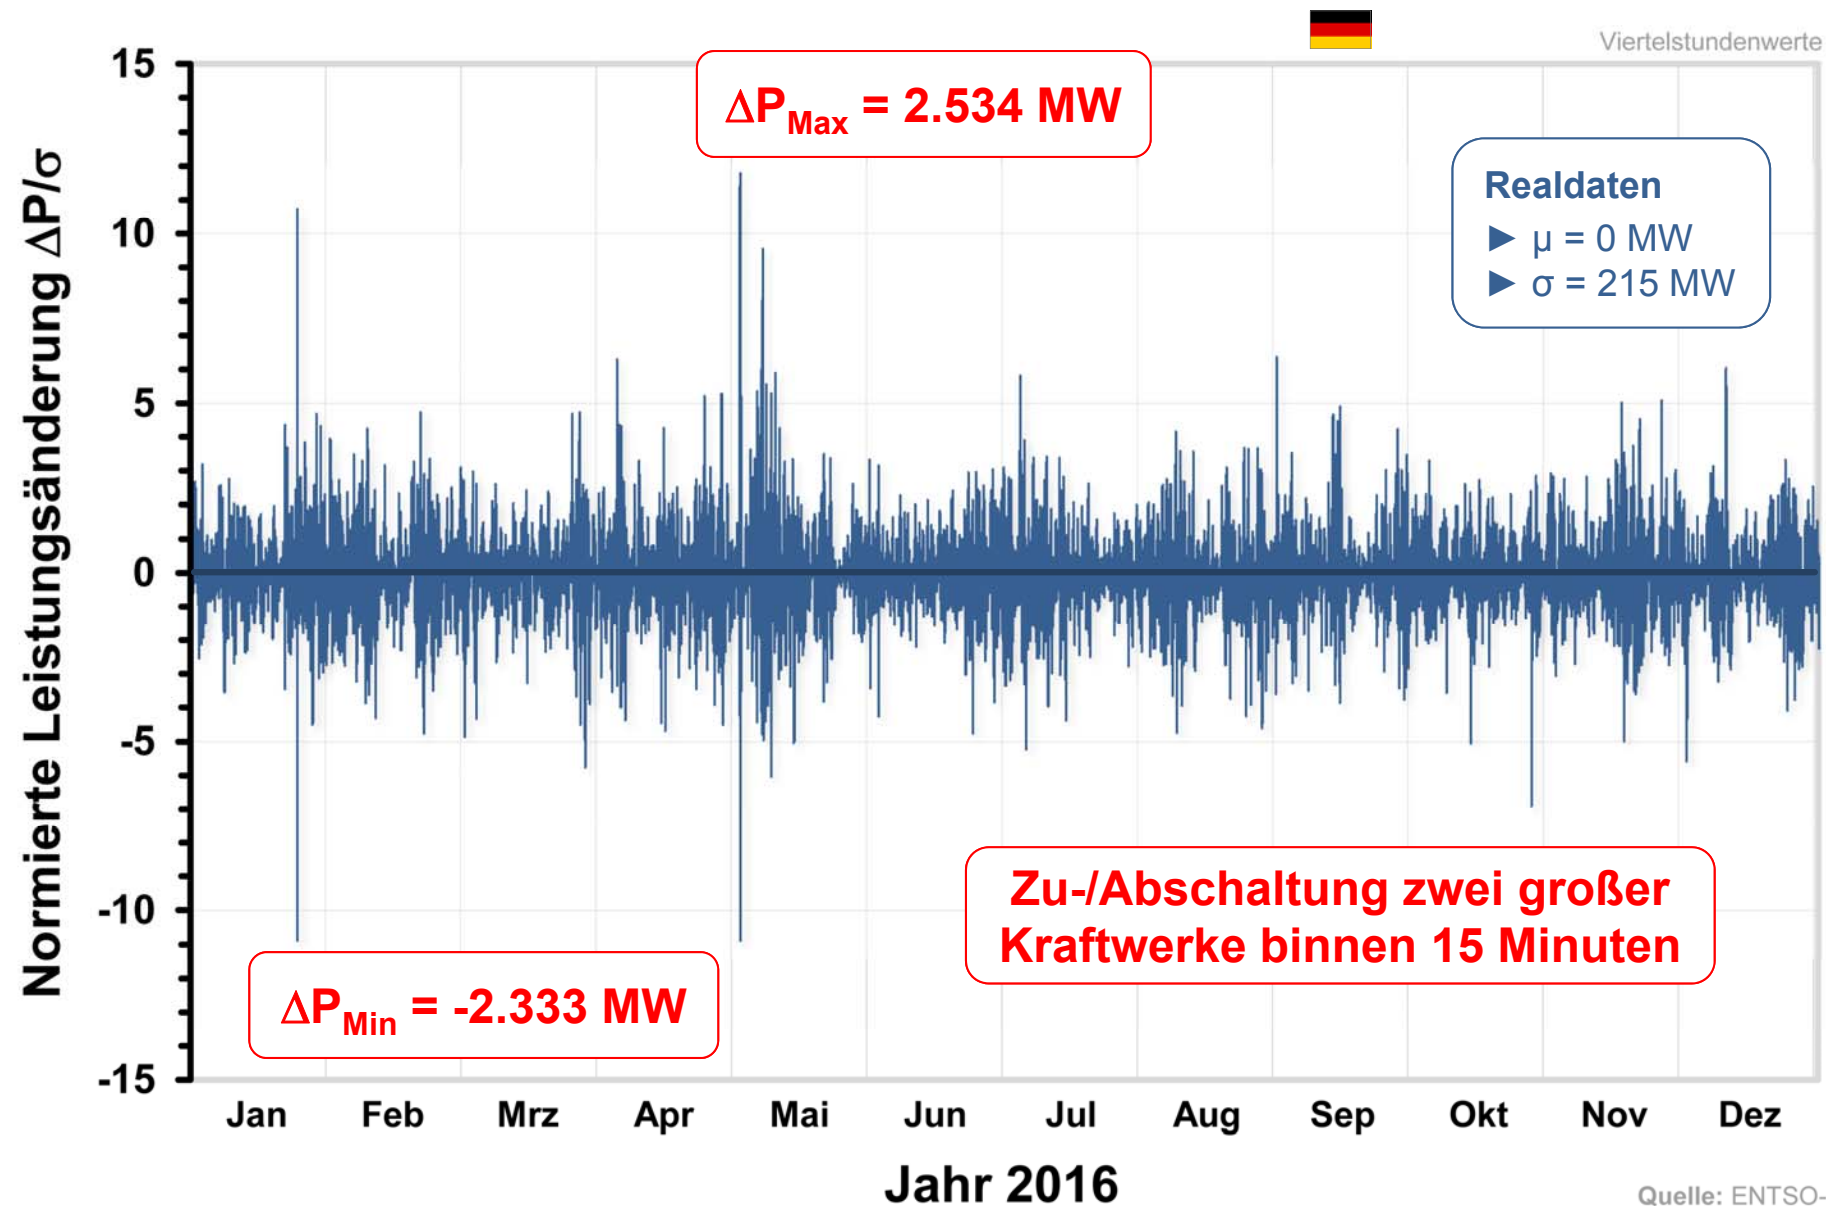 Viertelstundenwerte
ΔPMax = 2.534 MW
Realdaten
► µ = 0 MW
► σ = 215 MW
Normierte Leistungsänderung ΔP/σ
15
10
5
0
-5
-10
-15
Zu-/Abschaltung zwei großer
Kraftwerke binnen 15 Minuten
ΔPMin = -2.333 MW
Jan Feb Mrz Apr Mai Jun Jul Aug Sep Okt Nov Dez
Jahr 2016
Quelle: ENTSO-